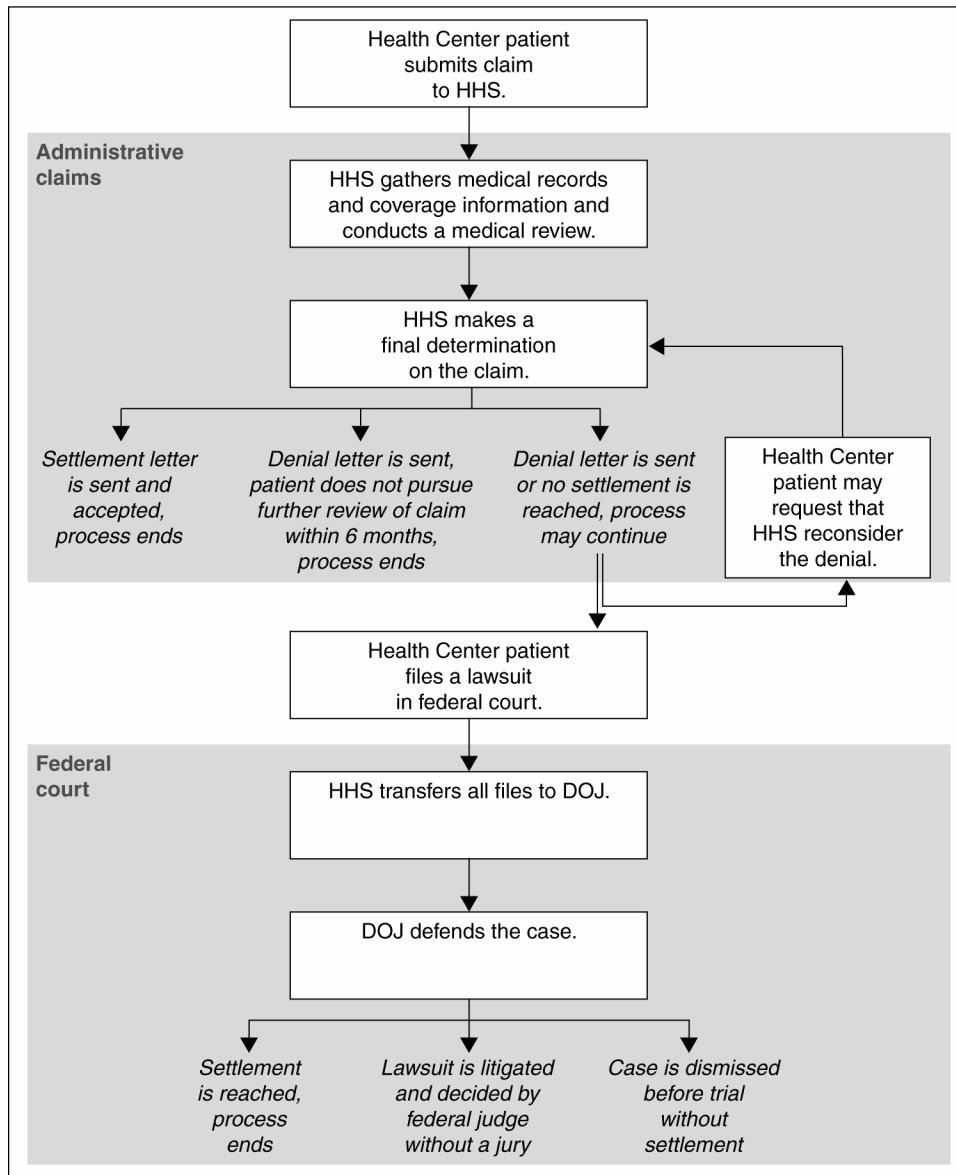 Health Center patient
submits claim
to HHS.
Administrative
claims
HHS gathers medical records
and coverage information and
conducts a medical review.
HHS makes a
final determination
on the claim.
Settlement letter
is sent and
accepted,
process ends
Denial letter is sent,
patient does not pursue
further review of claim
within 6 months,
process ends
Denial letter is sent
or no settlement is
reached, process
may continue
Health Center
patient may
request that
HHS reconsider
the denial.
Health Center patient
files a lawsuit
in federal court.
Federal
court
HHS transfers all files to DOJ.
DOJ defends the case.
Settlement
is reached,
process
ends
Lawsuit is litigated
and decided by
federal judge
without a jury
Case is dismissed
before trial
without
settlement